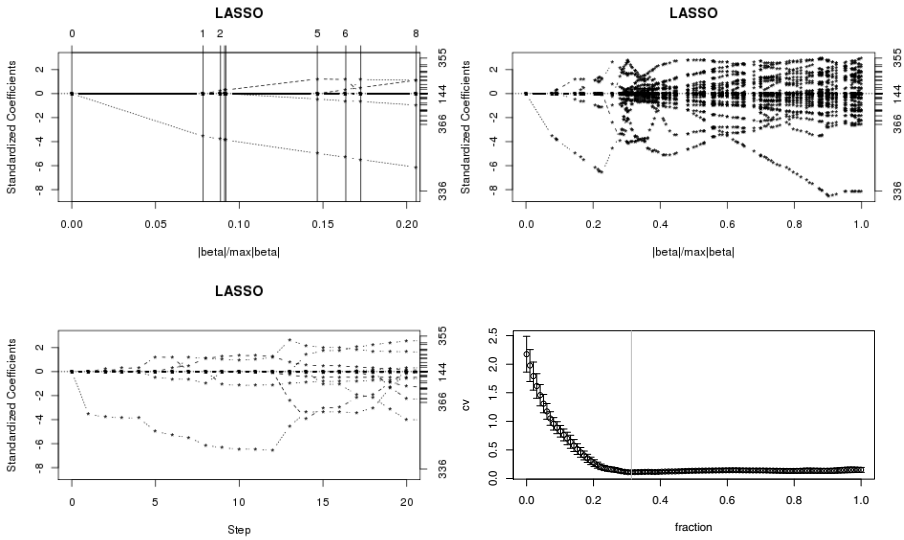 LASSO
0 1 2 5 6 8
Standardized Coefficients
2
0
-2
-4
-6
-8
355
144
366
336
0.00 0.05 0.10 0.15 0.20
|beta|/max|beta|
LASSO
Standardized Coefficients
2
0
-2
-4
-6
-8
355
144
366
336
0.0 0.2 0.4 0.6 0.8 1.0
|beta|/max|beta|
LASSO
Standardized Coefficients
2
0
-2
-4
-6
-8
355
144
366
336
0 5 10 15 20
Step
cv
2.5
2.0
1.5
1.0
0.5
0.0
0.0 0.2 0.4 0.6 0.8 1.0
fraction